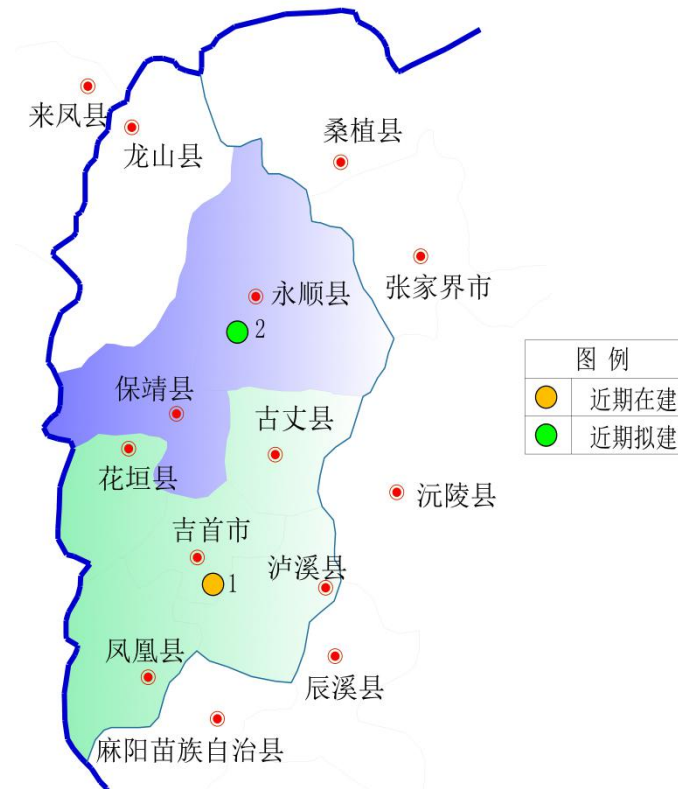 来凤县
龙山县
桑植县
张家界市
永顺县
2
图 例
近期在建
近期拟建
保靖县
古丈县
花垣县
沅陵县
吉首市
泸溪县
1
凤凰县
辰溪县
麻阳苗族自治县